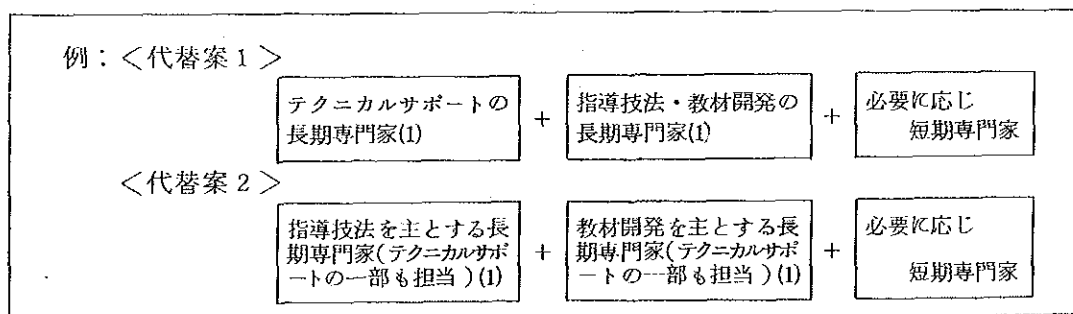 例：＜代替案1＞
テクニカルサポートの
長期専門家(1)
+
指導技法・教材開発の
長期専門家(1)
+
必要に応じ
短期専門家
＜代替案2＞
指導技法を主とする長
期専門家(テクニカルサポ
ートの一部も担当)(1)
+
教材開発を主とする長
期専門家(テクニカルサポ
ートの一部も担当)(1)
+
必要に応じ
短期専門家